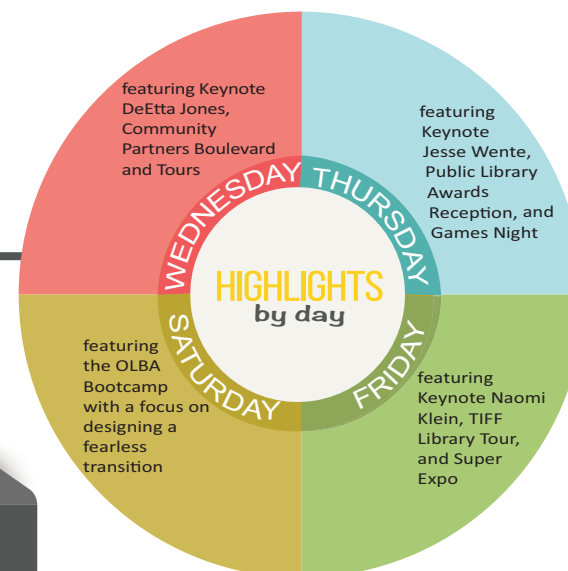 featuring Keynote
DeEtta Jones,
Community
Partners Boulevard
and Tours
WEDNESDAY
featuring
Keynote
Jesse Wente,
Public Library
Awards
Reception, and
Games Night
THURSDAY
HIGHLIGHTS
by day
SATURDAY
featuring
the OLBA
Bootcamp
with a focus on
designing a
fearless
transition
FRIDAY
featuring
Keynote Naomi
Klein, TIFF
Library Tour,
and Super
Expo